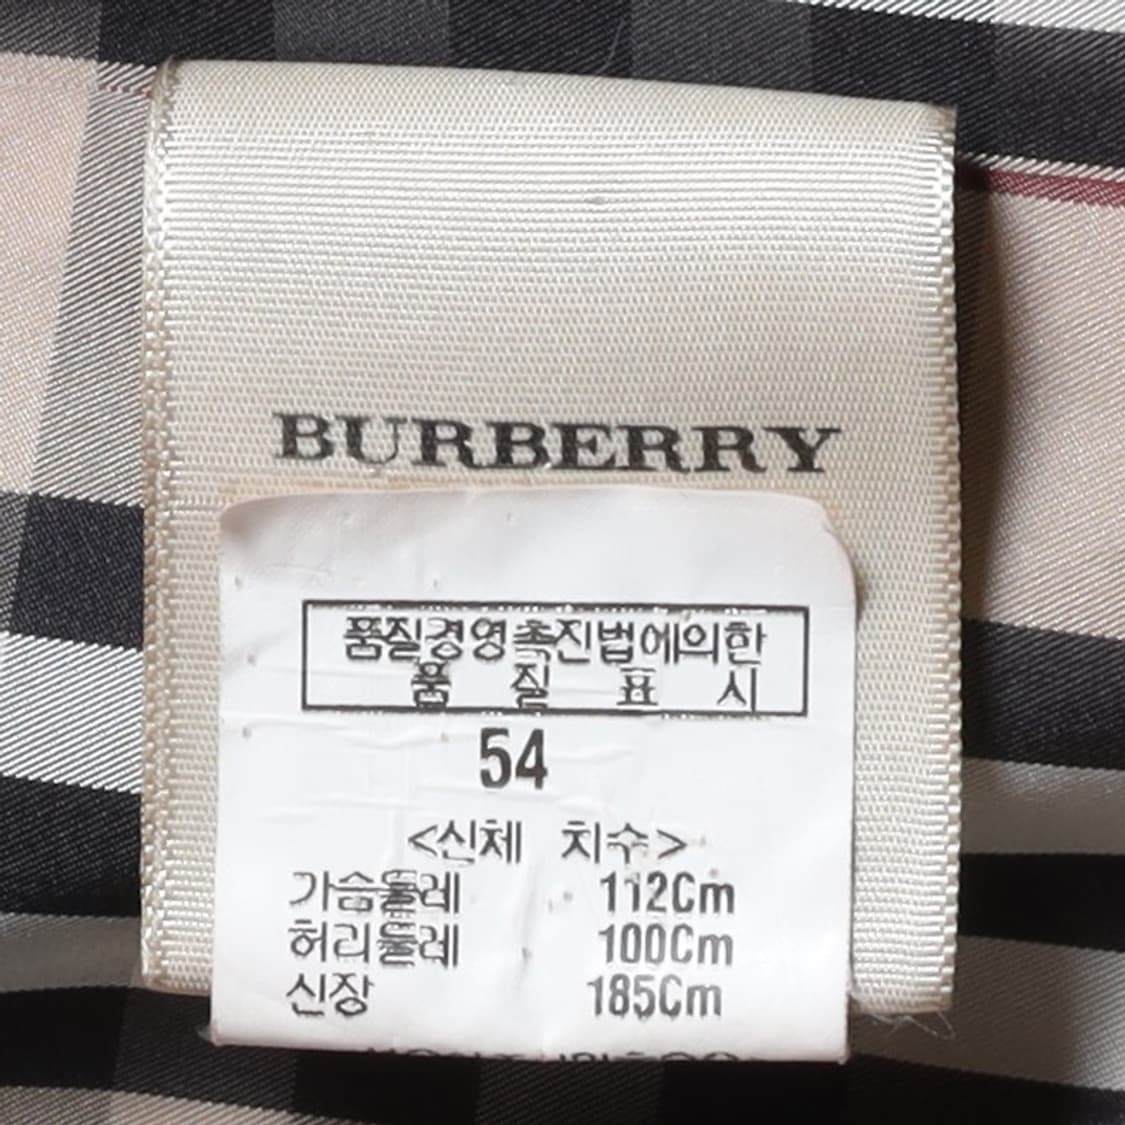 BURBERRY
품질경영촉진법에의한
품 질 표 시
54
<신체 치수>
가슴둘레 112Cm
허리둘레 100Cm
신장 185Cm